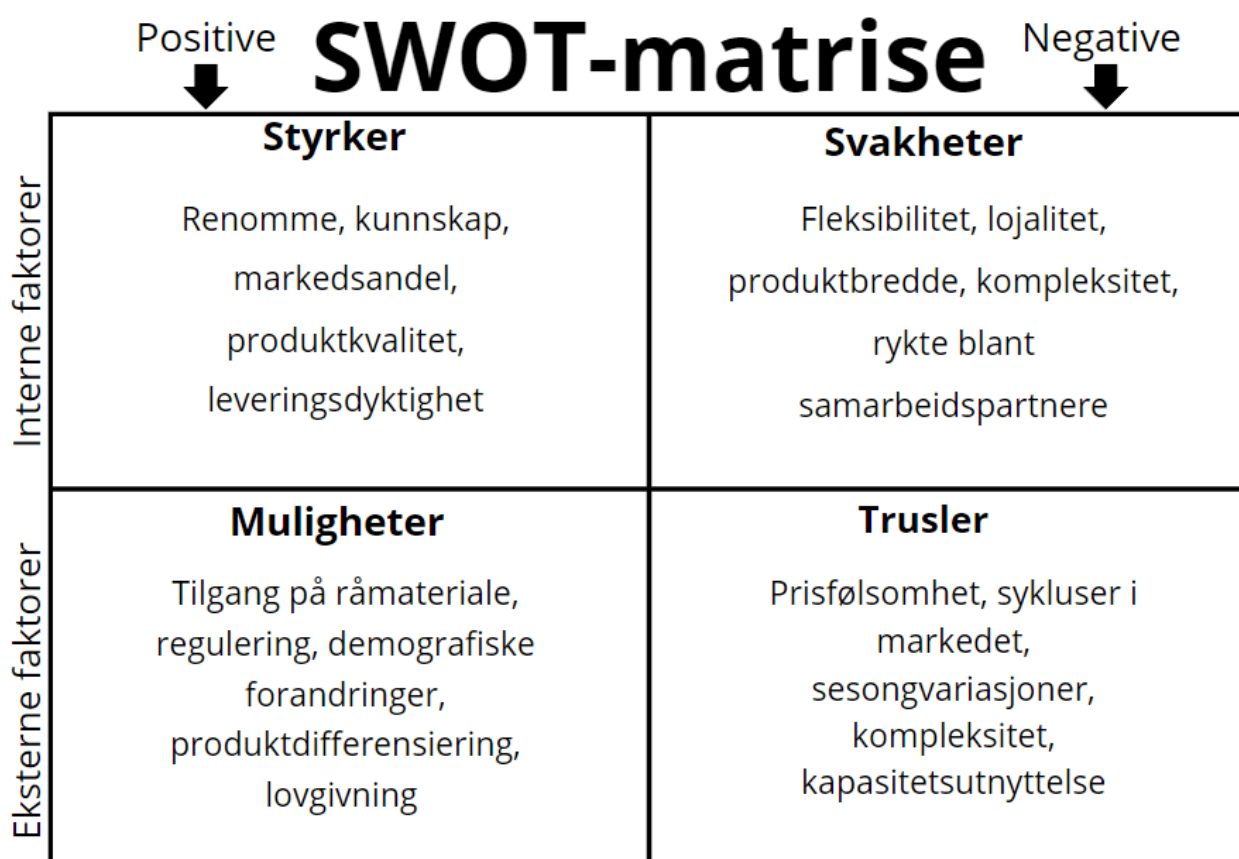 Positive
SWOT-matrise
Negative
Interne faktorer
Styrker
Renomme, kunnskap,
markedsandel,
produktkvalitet,
leveringsdyktighet
Svakheter
Fleksibilitet, lojalitet,
produktbredde, kompleksitet,
rykte blant
samarbeidspartnere
Eksterne faktorer
Muligheter
Tilgang på råmateriale,
regulering, demografiske
forandringer,
produktdifferensiering,
lovgivning
Trusler
Prisfølsomhet, sykluser i
markedet,
sesongvariasjoner,
kompleksitet,
kapasitetsutnyttelse